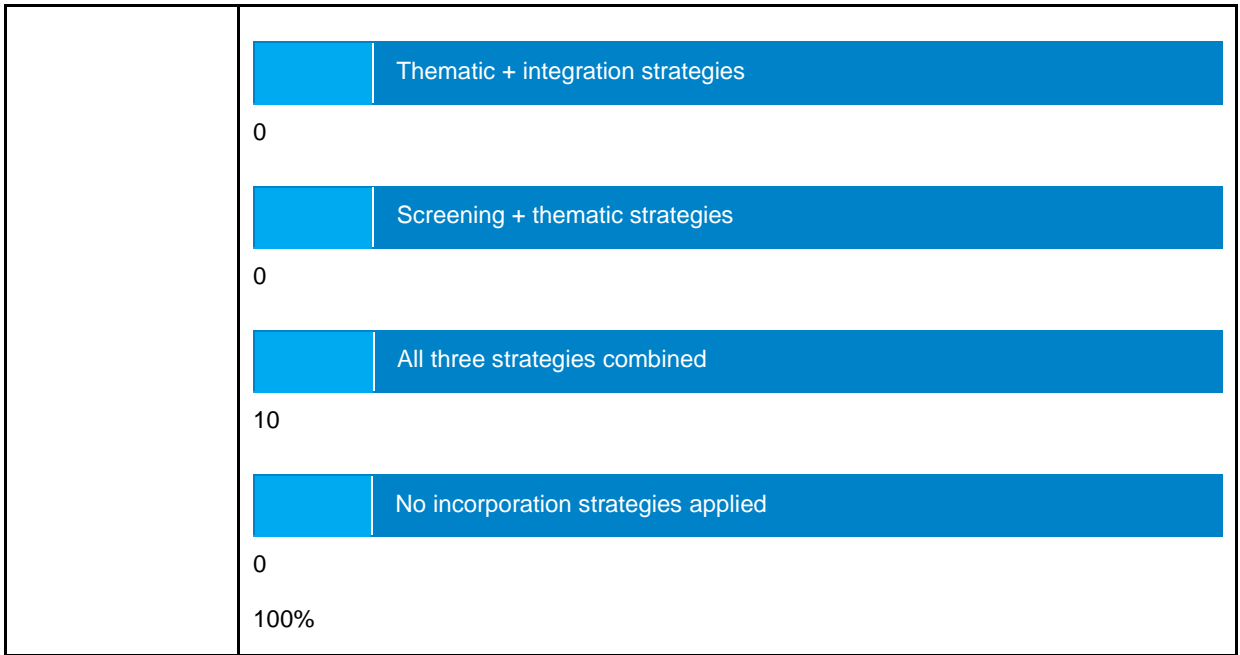 Thematic + integration strategies
0
Screening + thematic strategies
0
All three strategies combined
10
No incorporation strategies applied
0
100%